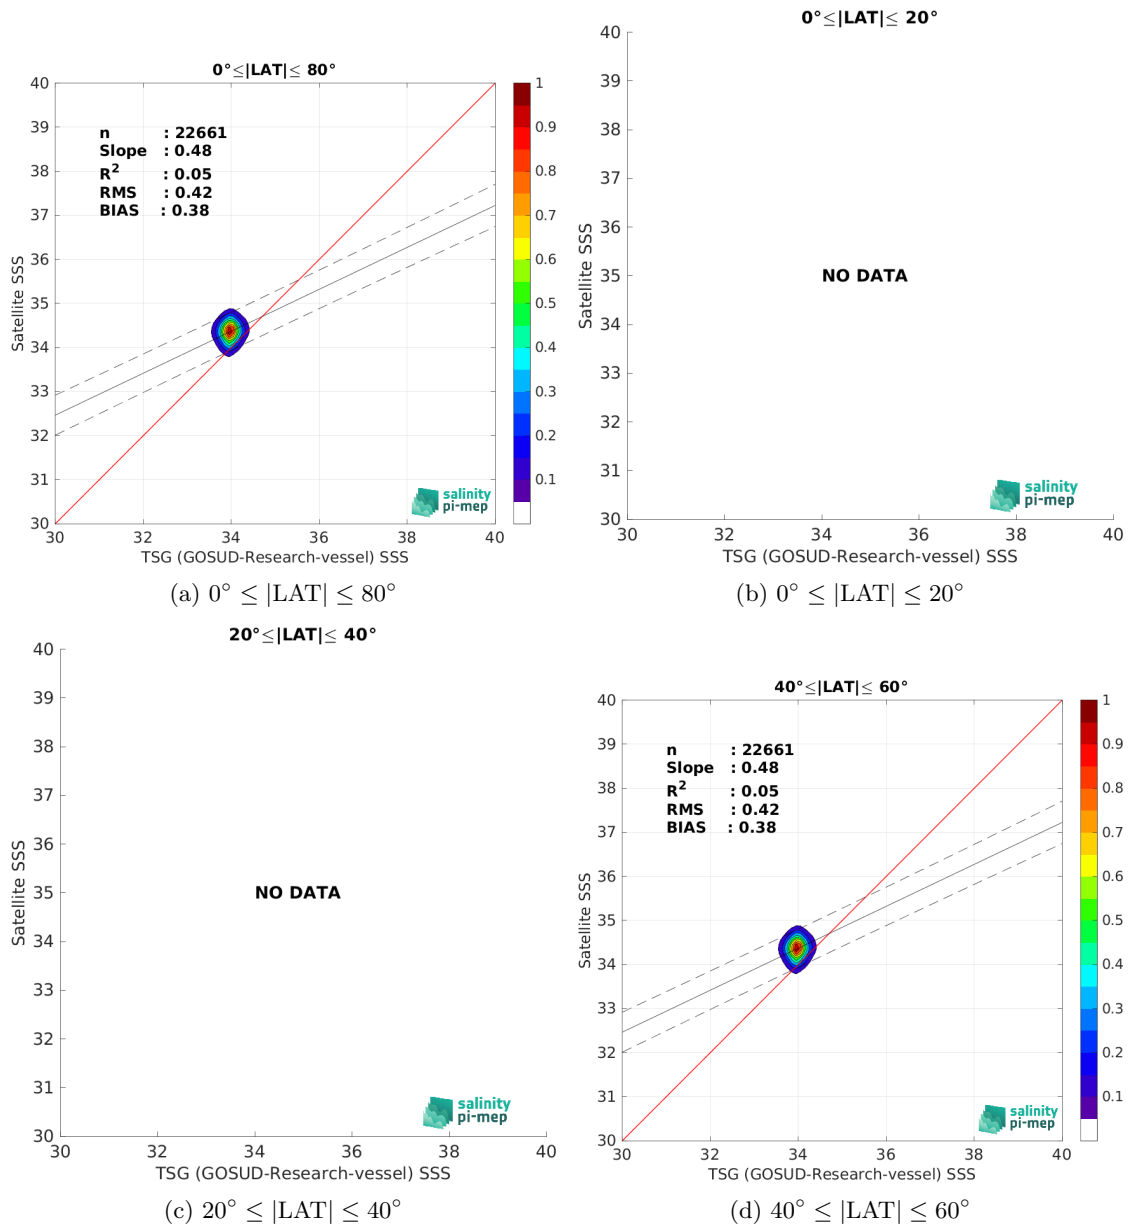 0°≤|LAT|≤ 80°
40
39
38
37
36
35
34
33
32
31
30
Satellite SSS
n : 22661
Slope : 0.48
R² : 0.05
RMS : 0.42
BIAS : 0.38
salinity
pi-mep
30 32 34 36 38 40
TSG (GOSUD-Research-vessel) SSS
1
0.9
0.8
0.7
0.6
0.5
0.4
0.3
0.2
0.1
(a) 0° ≤ |LAT| ≤ 80°
0°≤|LAT|≤ 20°
40
39
38
37
36
35
34
33
32
31
30
Satellite SSS
NO DATA
salinity
pi-mep
30 32 34 36 38 40
TSG (GOSUD-Research-vessel) SSS
(b) 0° ≤ |LAT| ≤ 20°
20°≤|LAT|≤ 40°
40
39
38
37
36
35
34
33
32
31
30
Satellite SSS
NO DATA
salinity
pi-mep
30 32 34 36 38 40
TSG (GOSUD-Research-vessel) SSS
(c) 20° ≤ |LAT| ≤ 40°
40°≤|LAT|≤ 60°
40
39
38
37
36
35
34
33
32
31
30
Satellite SSS
n : 22661
Slope : 0.48
R² : 0.05
RMS : 0.42
BIAS : 0.38
salinity
pi-mep
30 32 34 36 38 40
TSG (GOSUD-Research-vessel) SSS
1
0.9
0.8
0.7
0.6
0.5
0.4
0.3
0.2
0.1
(d) 40° ≤ |LAT| ≤ 60°